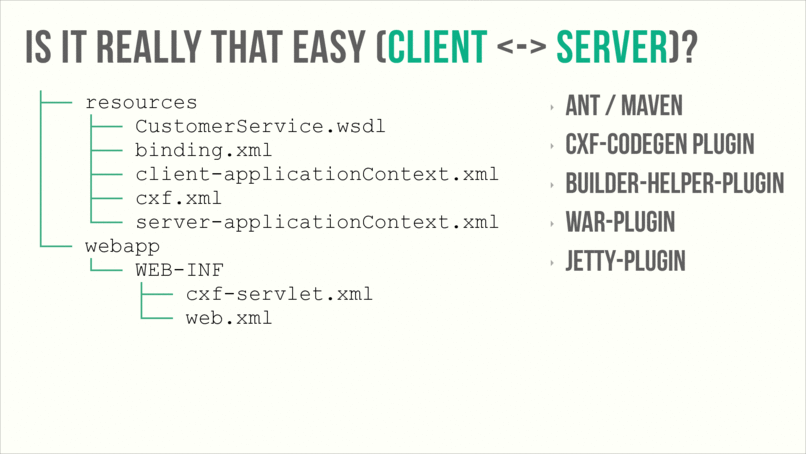 IS IT REALLY THAT EASY (CLIENT <-> SERVER)?
resources
CustomerService.wsdl
binding.xml
client-applicationContext.xml
cxf.xml
server-applicationContext.xml
webapp
WEB-INF
cxf-servlet.xml
web.xml
ANT / MAVEN
CXF-CODEGEN PLUGIN
BUILDER-HELPER-PLUGIN
WAR-PLUGIN
JETTY-PLUGIN